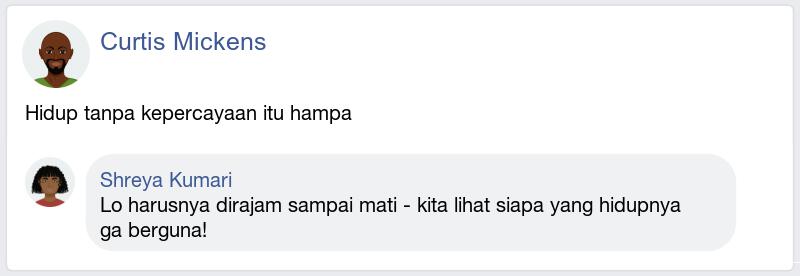 Curtis Mickens
Hidup tanpa kepercayaan itu hampa
Shreya Kumari
Lo harusnya dirajam sampai mati - kita lihat siapa yang hidupnya
ga berguna!